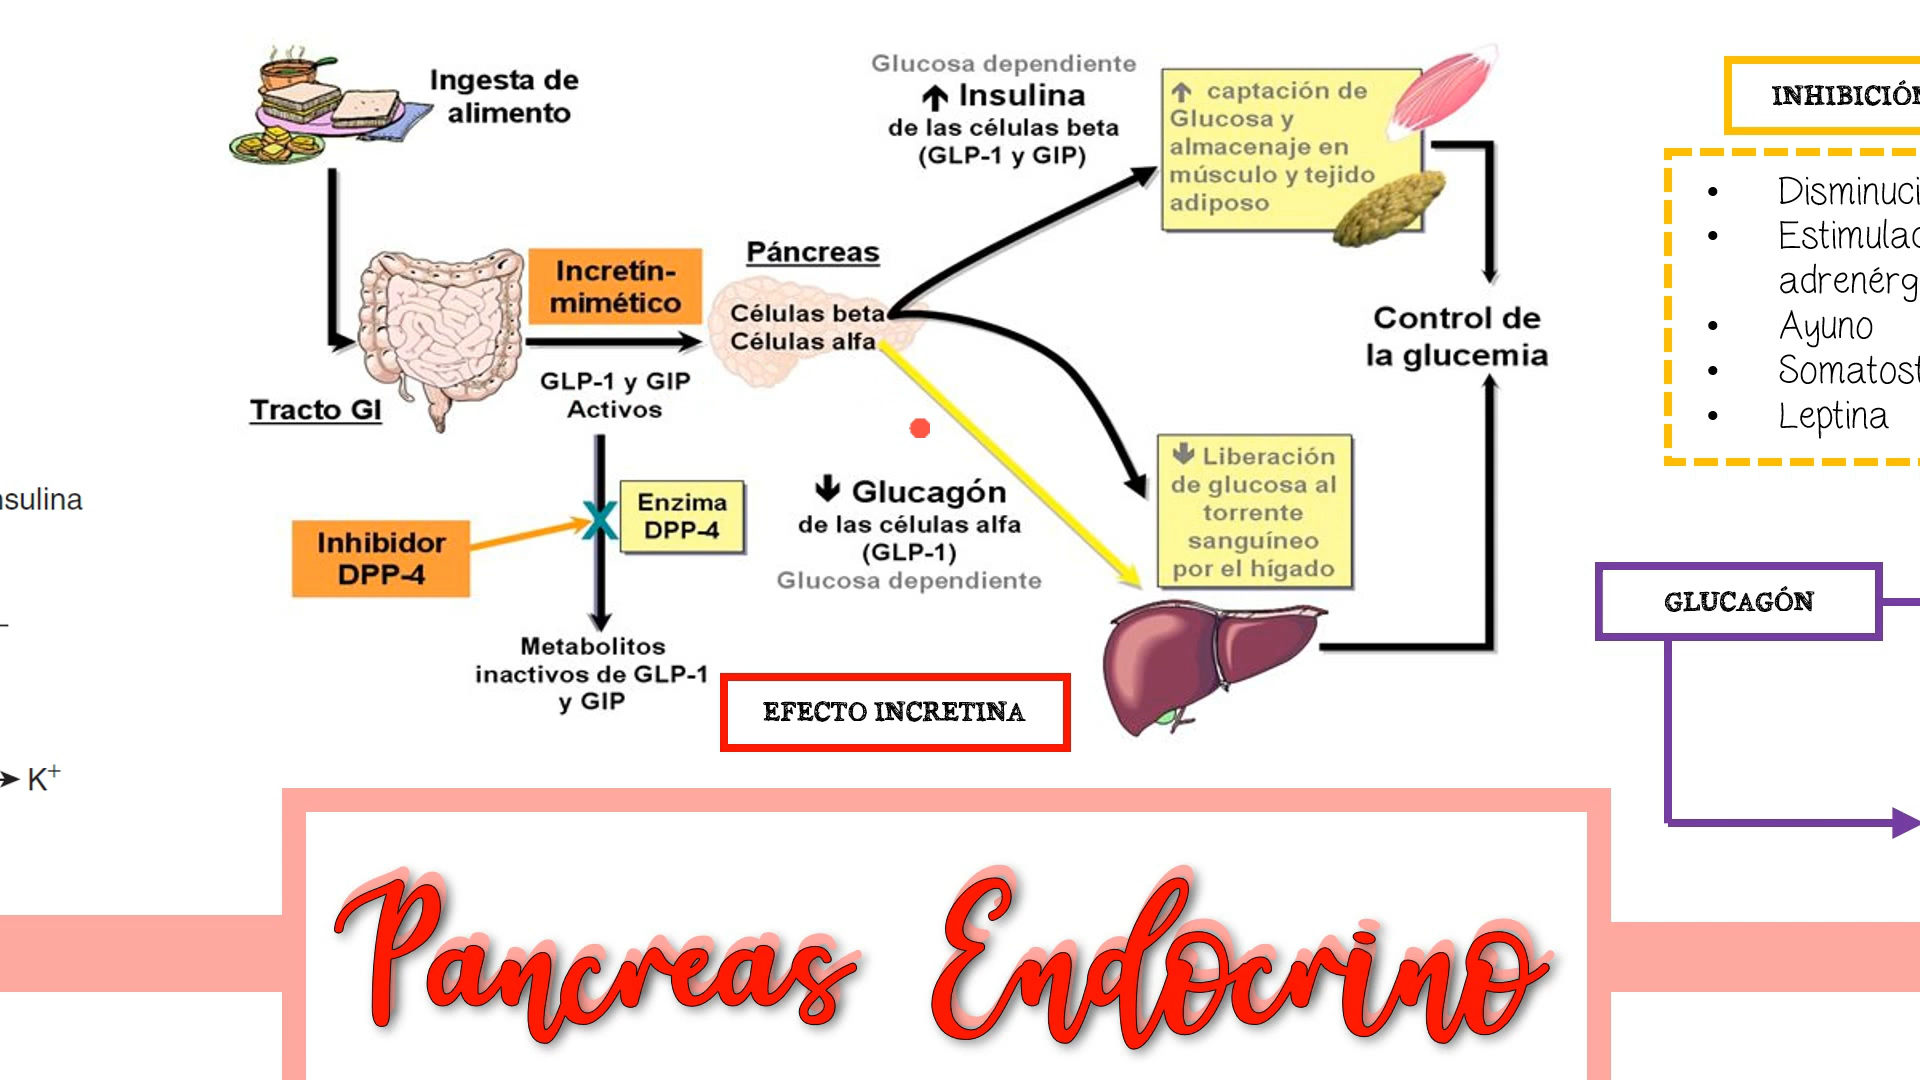 Ingesta de
alimento
Glucosa dependiente
↑ Insulina
de las células beta
(GLP-1 y GIP)
↑ captación de
Glucosa y
almacenaje en
músculo y tejido
adiposo
Páncreas
Incretín-
mimético
Células beta
Células alfa
GLP-1 y GIP
Activos
Tracto GI
Control de
la glucemia
Enzima
DPP-4
Inhibidor
DPP-4
↓ Glucagón
de las células alfa
(GLP-1)
Glucosa dependiente
↓ Liberación
de glucosa al
torrente
sanguíneo
por el hígado
Metabolitos
inactivos de GLP-1
y GIP
EFECTO INCRETINA
nsulina
K+
INHIBICIÓN
• Disminuci
• Estimulac
adrenérg
• Ayuno
• Somatost
• Leptina
GLUCAGÓN
Pancreas Endocrino